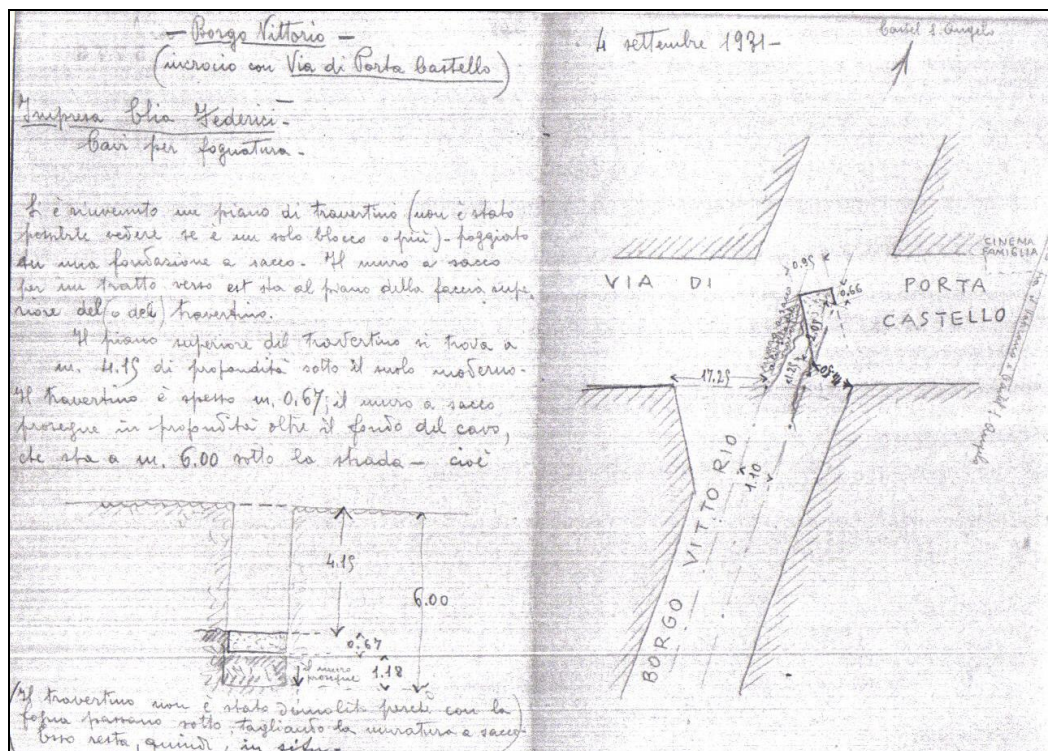 — Borgo Vittorio —
(incrocio con Via di Porta Castello)
Impresa Elia Federici -
Cavi per fognatura -
Si è rinvenuto un piano di travertino (non è stato
possibile vedere se è un solo blocco o più) - poggiato
su una fondazione a sacco. Il muro a sacco
per un tratto verso est sta al piano della faccia supe-
riore del (o dei) travertino.
Il piano superiore del travertino si trova a
m. 4.15 di profondità sotto il suolo moderno -
Il travertino è spesso m. 0.67; il muro a sacco
prosegue in profondità oltre il fondo del cavo,
che sta a m. 6.00 sotto la strada — cioè
4.15
6.00
0.67
il muro
prosegue
1.18
(Il travertino non è stato demolito perché con la
fogna passano sotto, tagliando la muratura a sacco.
Esso resta, quindi, in situ.
4 settembre 1931 -
Castel S. Angelo
CINEMA
FAMIGLIA
VIA DI
PORTA
CASTELLO
0.95
0.66
17.25
1.10
BORGO VITTORIO